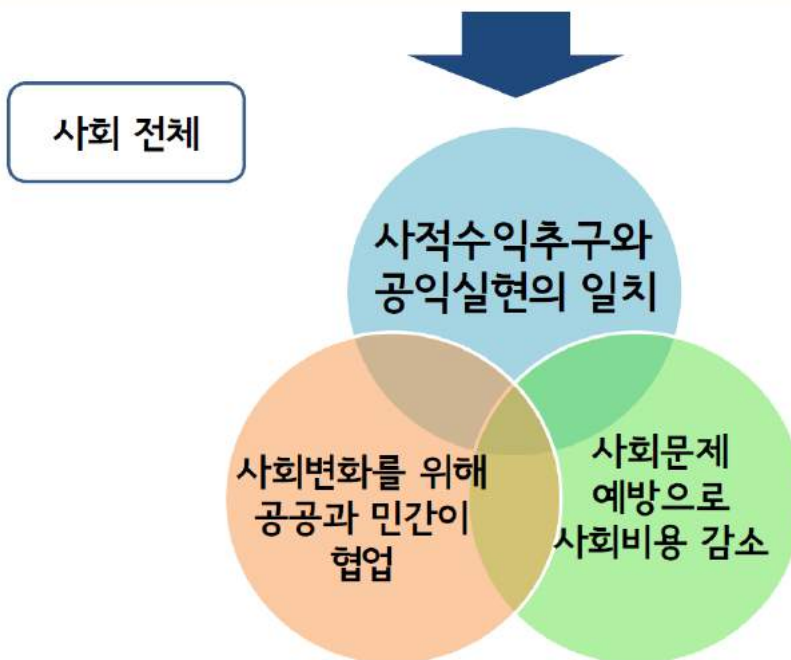 사회 전체
사적수익추구와
공익실현의 일치
사회변화를 위해
공공과 민간이
협업
사회문제
예방으로
사회비용 감소